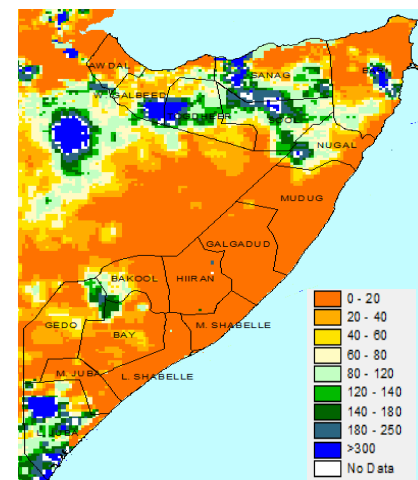 AWDAL
W. GALBEED
TOGDHEER
SANAG
SOOL
NUGAL
MUDUG
GALGADUD
HIIRAN
BAKOOL
GEDO
BAY
M. SHABELLE
M. JUBA
L. SHABELLE
0 - 20
20 - 40
40 - 60
60 - 80
80 - 120
120 - 140
140 - 180
180 - 250
>300
No Data